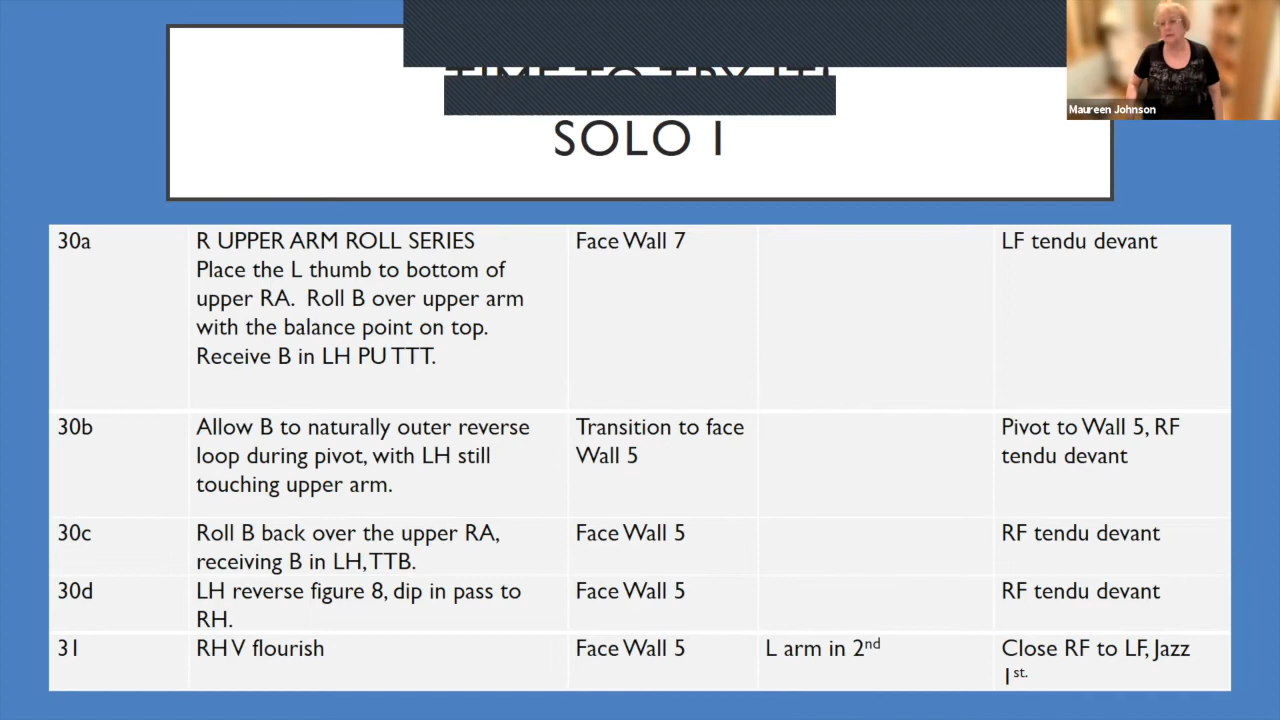 TIME TO TRY IT!
SOLO 1
Maureen Johnson
30a
R UPPER ARM ROLL SERIES
Place the L thumb to bottom of
upper RA.  Roll B over upper arm
with the balance point on top.
Receive B in LH PU TTT.
Face Wall 7
LF tendu devant
30b
Allow B to naturally outer reverse
loop during pivot, with LH still
touching upper arm.
Transition to face
Wall 5
Pivot to Wall 5, RF
tendu devant
30c
Roll B back over the upper RA,
receiving B in LH, TTB.
Face Wall 5
RF tendu devant
30d
LH reverse figure 8, dip in pass to
RH.
Face Wall 5
RF tendu devant
31
RH V flourish
Face Wall 5
L arm in 2nd
Close RF to LF, Jazz
1st.